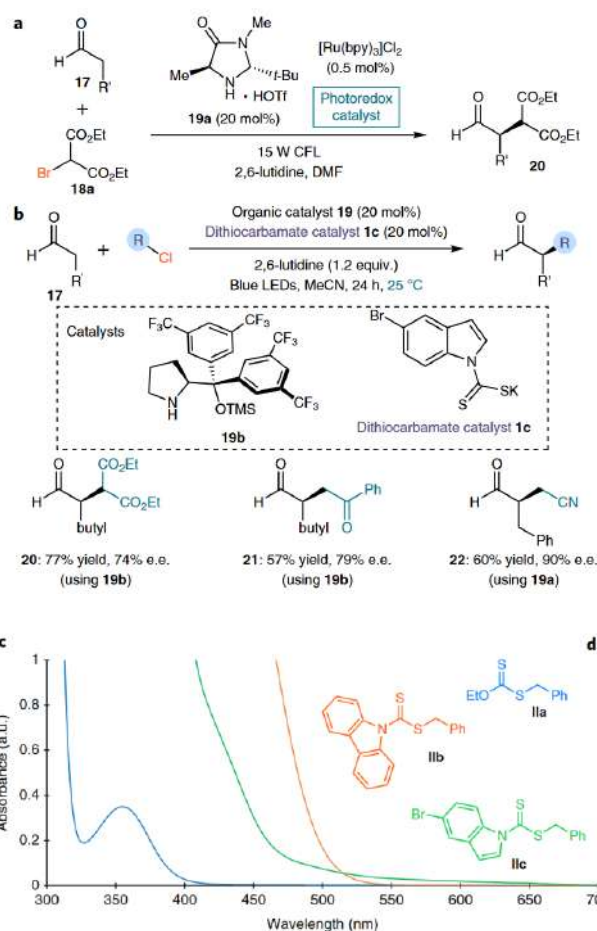 a
O
H
17
R'
+
CO₂Et
Br
CO₂Et
18a
O
Me
N
Me
N
H
t-Bu
• HOTf
19a (20 mol%)
[Ru(bpy)₃]Cl₂
(0.5 mol%)
Photoredox
catalyst
15 W CFL
2,6-lutidine, DMF
O
CO₂Et
H
CO₂Et
R'
20
b
O
H
R'
17
+
R
Cl
Organic catalyst 19 (20 mol%)
Dithiocarbamate catalyst 1c (20 mol%)
2,6-lutidine (1.2 equiv.)
Blue LEDs, MeCN, 24 h, 25 °C
O
H
R
R'
Catalysts
F₃C
CF₃
CF₃
N
H
OTMS
CF₃
19b
Br
N
S
SK
Dithiocarbamate catalyst 1c
O
CO₂Et
H
CO₂Et
butyl
20: 77% yield, 74% e.e.
(using 19b)
O
Ph
H
butyl
O
21: 57% yield, 79% e.e.
(using 19b)
O
H
CN
Ph
22: 60% yield, 90% e.e.
(using 19a)
c
d
1
0.8
0.6
0.4
0.2
0
Absorbance (a.u.)
300
350
400
450
500
550
600
650
70
Wavelength (nm)
S
EtO
S
Ph
IIa
S
N
S
Ph
IIb
Br
S
N
S
Ph
IIc